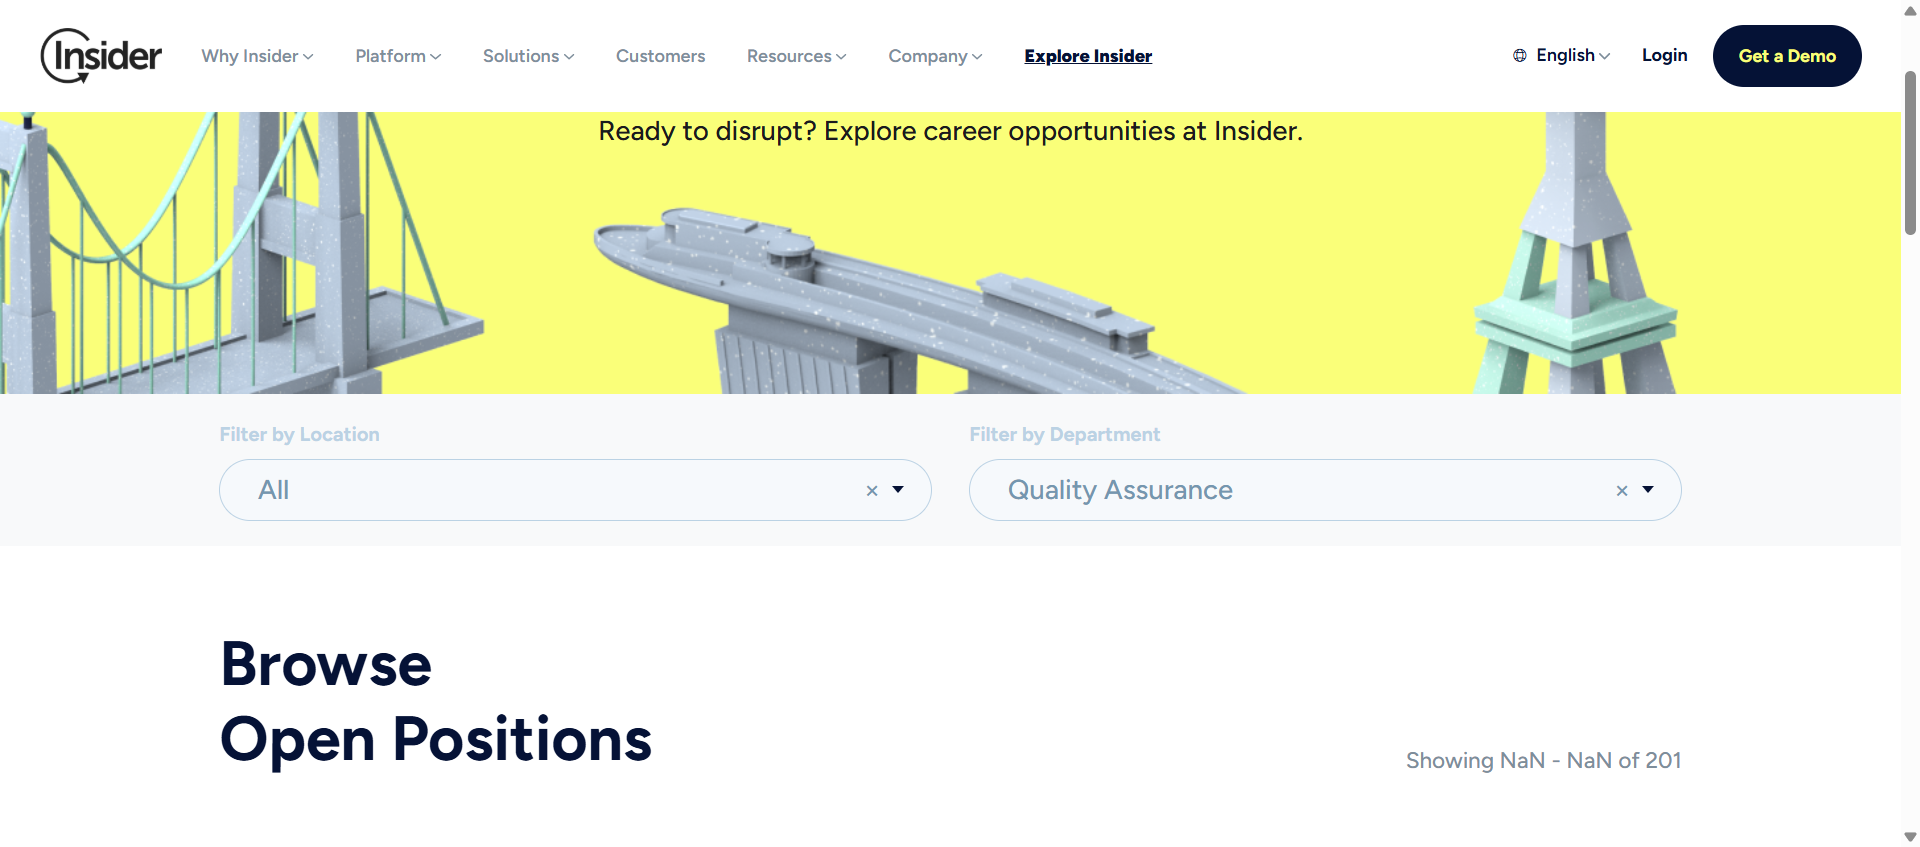 Insider
Why Insider
Platform
Solutions
Customers
Resources
Company
Explore Insider
English
Login
Get a Demo
Ready to disrupt? Explore career opportunities at Insider.
Filter by Location
Filter by Department
All
×
Quality Assurance
×
Browse
Open Positions
Showing NaN - NaN of 201